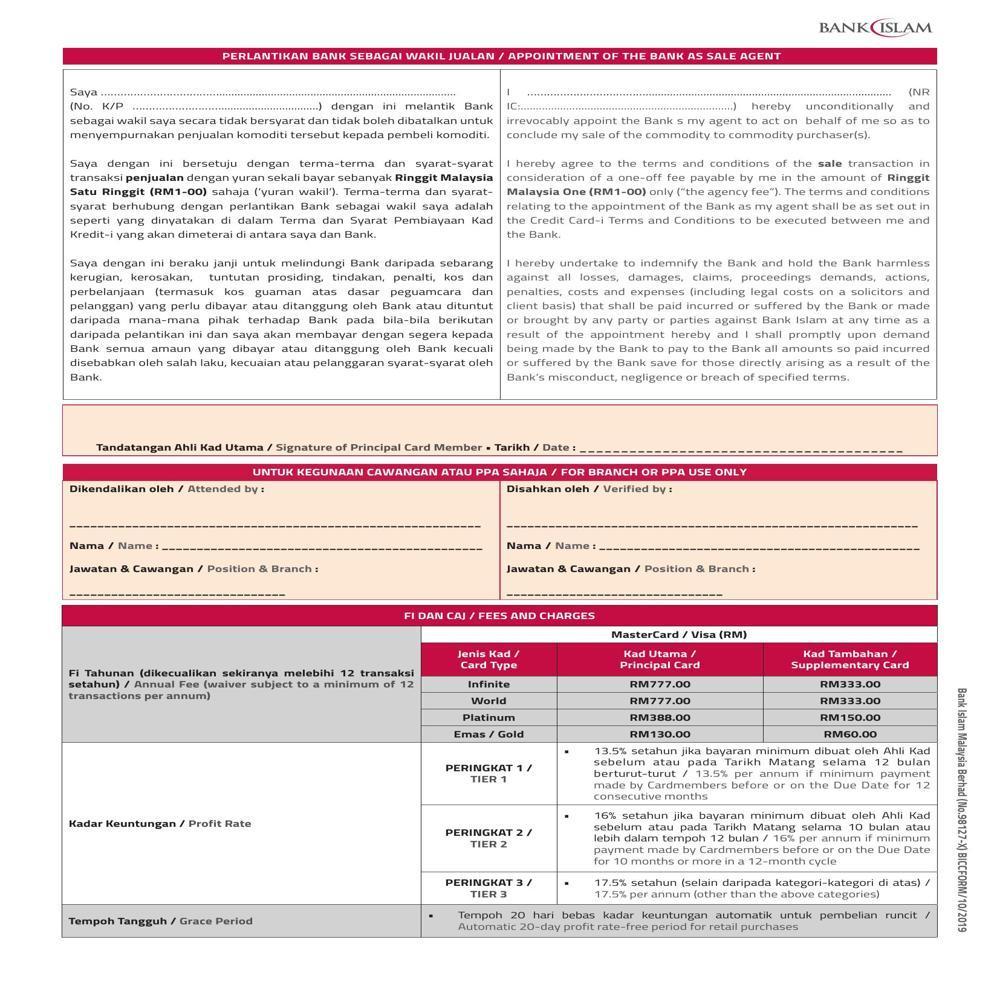 BANK ISLAM
PERLANTIKAN BANK SEBAGAI WAKIL JUALAN / APPOINTMENT OF THE BANK AS SALE AGENT
Saya ............................................................................................................
(No. K/P .........................................................) dengan ini melantik Bank
sebagai wakil saya secara tidak bersyarat dan tidak boleh dibatalkan untuk
menyempurnakan penjualan komoditi tersebut kepada pembeli komoditi.
Saya dengan ini bersetuju dengan terma-terma dan syarat-syarat
transaksi penjualan dengan yuran sekali bayar sebanyak Ringgit Malaysia
Satu Ringgit (RM1-00) sahaja ('yuran wakil'). Terma-terma dan syarat-
syarat berhubung dengan perlantikan Bank sebagai wakil saya adalah
seperti yang dinyatakan di dalam Terma dan Syarat Pembiayaan Kad
Kredit-i yang akan dimeterai di antara saya dan Bank.
Saya dengan ini beraku janji untuk melindungi Bank daripada sebarang
kerugian, kerosakan, tuntutan prosiding, tindakan, penalti, kos dan
perbelanjaan (termasuk kos guaman atas dasar peguamcara dan
pelanggan) yang perlu dibayar atau ditanggung oleh Bank atau dituntut
daripada mana-mana pihak terhadap Bank pada bila-bila berikutan
daripada pelantikan ini dan saya akan membayar dengan segera kepada
Bank semua amaun yang dibayar atau ditanggung oleh Bank kecuali
disebabkan oleh salah laku, kecuaian atau pelanggaran syarat-syarat oleh
Bank.
I ............................................................................................................... (NR
IC:.................................................................) hereby unconditionally and
irrevocably appoint the Bank s my agent to act on behalf of me so as to
conclude my sale of the commodity to commodity purchaser(s).
I hereby agree to the terms and conditions of the sale transaction in
consideration of a one-off fee payable by me in the amount of Ringgit
Malaysia One (RM1-00) only (“the agency fee”). The terms and conditions
relating to the appointment of the Bank as my agent shall be as set out in
the Credit Card-i Terms and Conditions to be executed between me and
the Bank.
I hereby undertake to indemnify the Bank and hold the Bank harmless
against all losses, damages, claims, proceedings demands, actions,
penalties, costs and expenses (including legal costs on a solicitors and
client basis) that shall be paid incurred or suffered by the Bank or made
or brought by any party or parties against Bank Islam at any time as a
result of the appointment hereby and I shall promptly upon demand
being made by the Bank to pay to the Bank all amounts so paid incurred
or suffered by the Bank save for those directly arising as a result of the
Bank’s misconduct, negligence or breach of specified terms.
Tandatangan Ahli Kad Utama / Signature of Principal Card Member ▪ Tarikh / Date : ______________________________________
UNTUK KEGUNAAN CAWANGAN ATAU PPA SAHAJA / FOR BRANCH OR PPA USE ONLY
Dikendalikan oleh / Attended by :
Nama / Name : ______________________________________
Jawatan & Cawangan / Position & Branch :
Disahkan oleh / Verified by :
Nama / Name : ______________________________________
Jawatan & Cawangan / Position & Branch :
FI DAN CAJ / FEES AND CHARGES
Fi Tahunan (dikecualikan sekiranya melebihi 12 transaksi
setahun) / Annual Fee (waiver subject to a minimum of 12
transactions per annum)
MasterCard / Visa (RM)
Jenis Kad / Card Type
Kad Utama / Principal Card
Kad Tambahan / Supplementary Card
Infinite RM777.00 RM333.00
World RM777.00 RM333.00
Platinum RM388.00 RM150.00
Emas / Gold RM130.00 RM60.00
Kadar Keuntungan / Profit Rate
PERINGKAT 1 /
TIER 1
▪ 13.5% setahun jika bayaran minimum dibuat oleh Ahli Kad
sebelum atau pada Tarikh Matang selama 12 bulan
berturut-turut / 13.5% per annum if minimum payment
made by Cardmembers before or on the Due Date for 12
consecutive months
PERINGKAT 2 /
TIER 2
▪ 16% setahun jika bayaran minimum dibuat oleh Ahli Kad
sebelum atau pada Tarikh Matang selama 10 bulan atau
lebih dalam tempoh 12 bulan / 16% per annum if minimum
payment made by Cardmembers before or on the Due Date
for 10 months or more in a 12-month cycle
PERINGKAT 3 /
TIER 3
▪ 17.5% setahun (selain daripada kategori-kategori di atas) /
17.5% per annum (other than the above categories)
Tempoh Tangguh / Grace Period
▪ Tempoh 20 hari bebas kadar keuntungan automatik untuk pembelian runcit /
Automatic 20-day profit rate-free period for retail purchases
Bank Islam Malaysia Berhad (No.98127-X) BICCFORM/10/2019